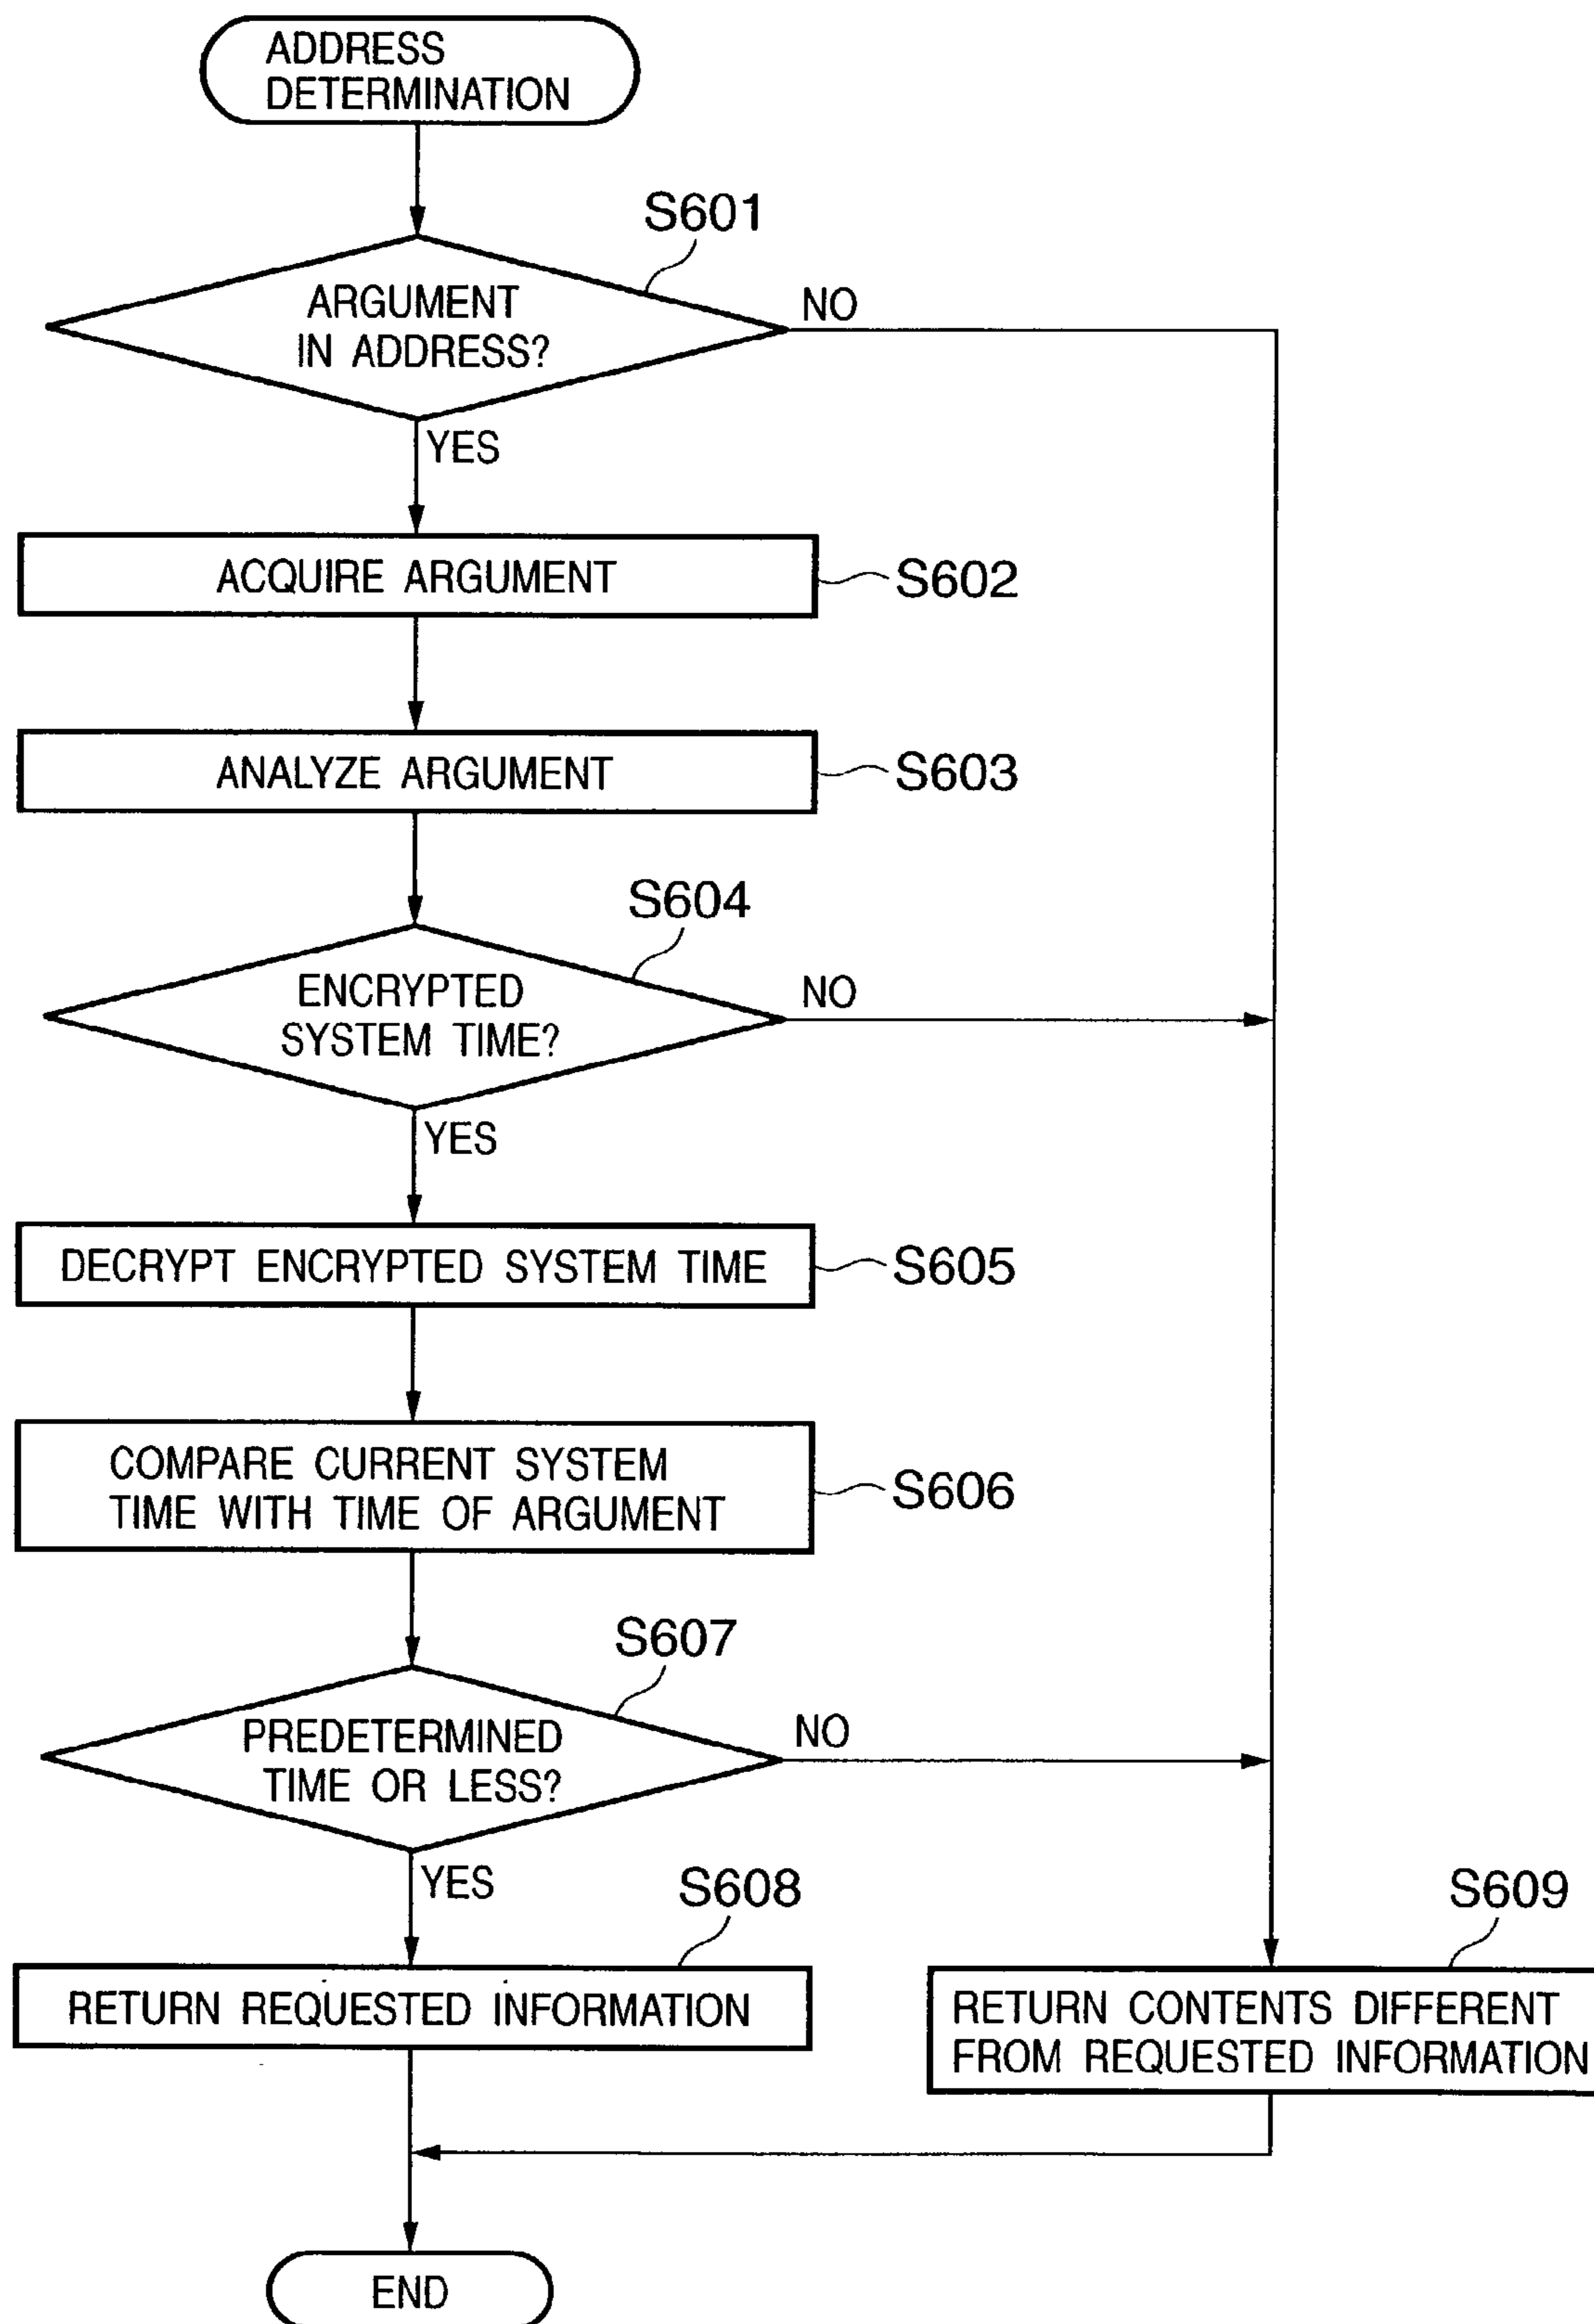 ADDRESS
DETERMINATION
S601
ARGUMENT
IN ADDRESS?
NO
YES
ACQUIRE ARGUMENT
S602
ANALYZE ARGUMENT
S603
S604
ENCRYPTED
SYSTEM TIME?
NO
YES
DECRYPT ENCRYPTED SYSTEM TIME
S605
COMPARE CURRENT SYSTEM
TIME WITH TIME OF ARGUMENT
S606
S607
PREDETERMINED
TIME OR LESS?
NO
YES
S608
S609
RETURN REQUESTED INFORMATION
RETURN CONTENTS DIFFERENT
FROM REQUESTED INFORMATION
END